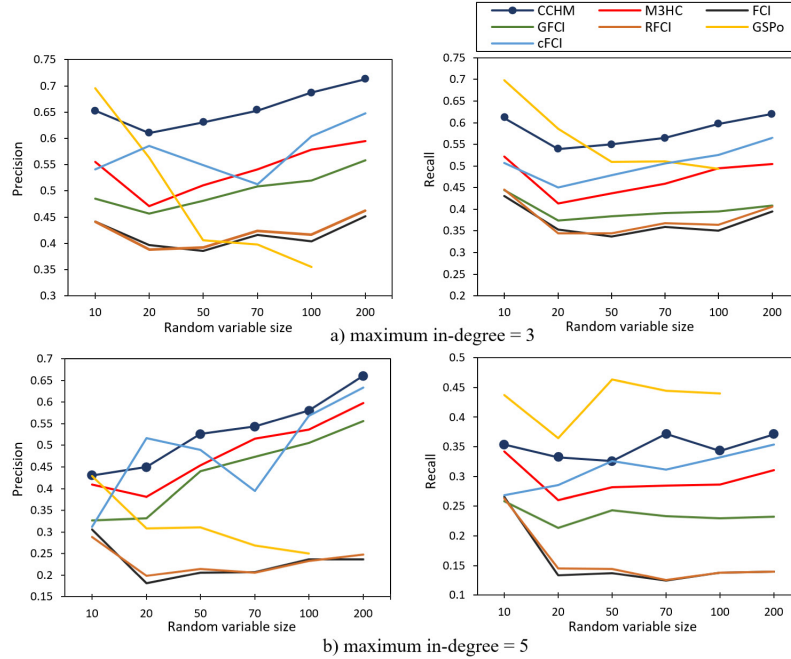 CCHM M3HC FCI
GFCI RFCI GSPo
cFCI
0.75
0.7
0.65
0.6
0.55
0.5
0.45
0.4
0.35
0.3
Precision
10 20 50 70 100 200
Random variable size
0.75
0.7
0.65
0.6
0.55
0.5
0.45
0.4
0.35
0.3
0.25
0.2
Recall
10 20 50 70 100 200
Random variable size
a) maximum in-degree = 3
0.7
0.65
0.6
0.55
0.5
0.45
0.4
0.35
0.3
0.25
0.2
0.15
Precision
10 20 50 70 100 200
Random variable size
0.5
0.45
0.4
0.35
0.3
0.25
0.2
0.15
0.1
Recall
10 20 50 70 100 200
Random variable size
b) maximum in-degree = 5